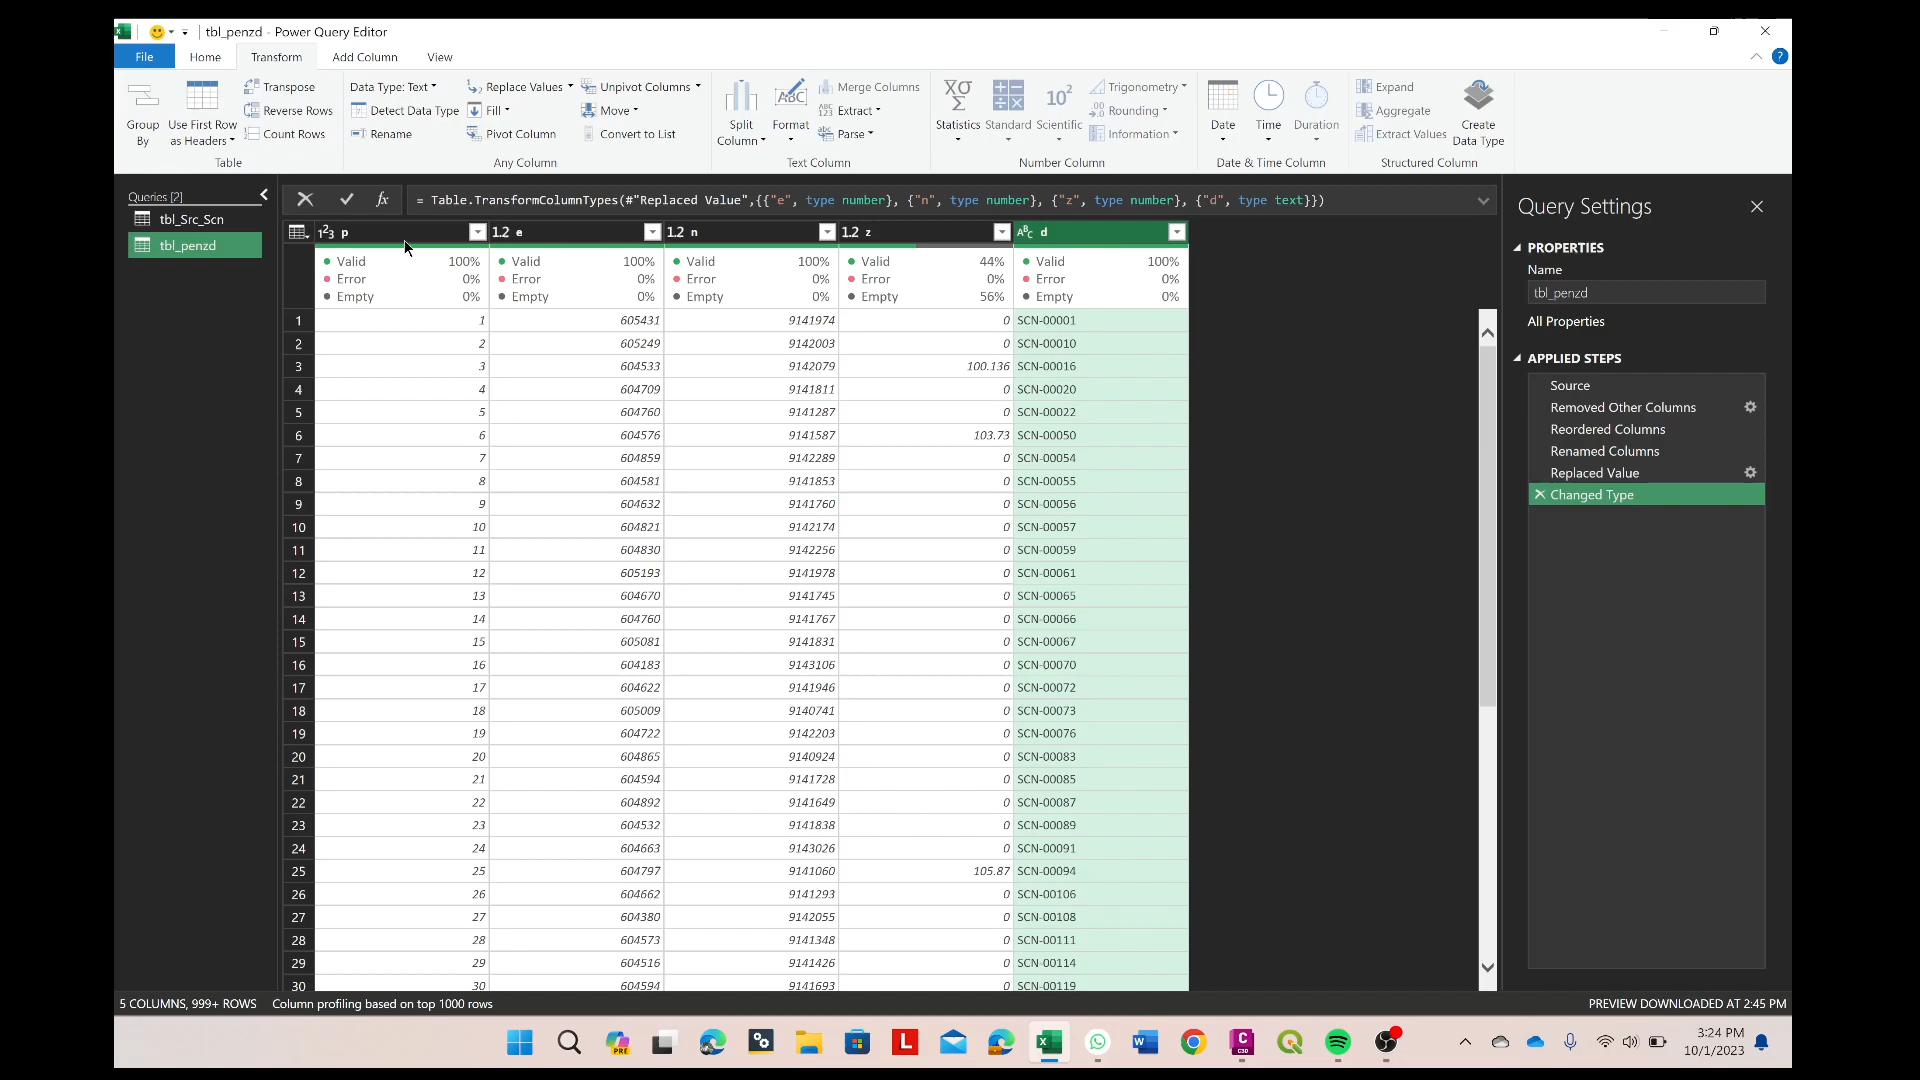 tbl_penzd - Power Query Editor
File Home Transform Add Column View
Group By
Use First Row as Headers
Transpose
Reverse Rows
Count Rows
Table
Data Type: Text
Detect Data Type
Rename
Replace Values
Fill
Pivot Column
Unpivot Columns
Move
Convert to List
Any Column
Split Column
ABC
Format
Merge Columns
ABC 123 Extract
abc Parse
Text Column
XO Σ
Statistics
Standard
10²
Scientific
Trigonometry
.00 Rounding
Information
Number Column
Date
Time
Duration
Date & Time Column
Expand
Aggregate
Extract Values
Create Data Type
Structured Column
Queries [2]
tbl_Src_Scn
tbl_penzd
fx = Table.TransformColumnTypes(#"Replaced Value",{{"e", type number}, {"n", type number}, {"z", type number}, {"d", type text}})
123 p 1.2 e 1.2 n 1.2 z ABC d
Valid 100% Valid 100% Valid 100% Valid 44% Valid 100%
Error 0% Error 0% Error 0% Error 0% Error 0%
Empty 0% Empty 0% Empty 0% Empty 56% Empty 0%
1 1 605431 9141974 0 SCN-00001
2 2 605249 9142003 0 SCN-00010
3 3 604533 9142079 100.136 SCN-00016
4 4 604709 9141811 0 SCN-00020
5 5 604760 9141287 0 SCN-00022
6 6 604576 9141587 103.73 SCN-00050
7 7 604859 9142289 0 SCN-00054
8 8 604581 9141853 0 SCN-00055
9 9 604632 9141760 0 SCN-00056
10 10 604821 9142174 0 SCN-00057
11 11 604830 9142256 0 SCN-00059
12 12 605193 9141978 0 SCN-00061
13 13 604670 9141745 0 SCN-00065
14 14 604760 9141767 0 SCN-00066
15 15 605081 9141831 0 SCN-00067
16 16 604183 9143106 0 SCN-00070
17 17 604622 9141946 0 SCN-00072
18 18 605009 9140741 0 SCN-00073
19 19 604722 9142203 0 SCN-00076
20 20 604865 9140924 0 SCN-00083
21 21 604594 9141728 0 SCN-00085
22 22 604892 9141649 0 SCN-00087
23 23 604532 9141838 0 SCN-00089
24 24 604663 9143026 0 SCN-00091
25 25 604797 9141060 105.87 SCN-00094
26 26 604662 9141293 0 SCN-00106
27 27 604380 9142055 0 SCN-00108
28 28 604573 9141348 0 SCN-00111
29 29 604516 9141426 0 SCN-00114
30 30 604594 9141693 0 SCN-00119
Query Settings
PROPERTIES
Name
tbl_penzd
All Properties
APPLIED STEPS
Source
Removed Other Columns
Reordered Columns
Renamed Columns
Replaced Value
Changed Type
5 COLUMNS, 999+ ROWS Column profiling based on top 1000 rows
PREVIEW DOWNLOADED AT 2:45 PM
PRE
L
W
C
C3D
3:24 PM
10/1/2023